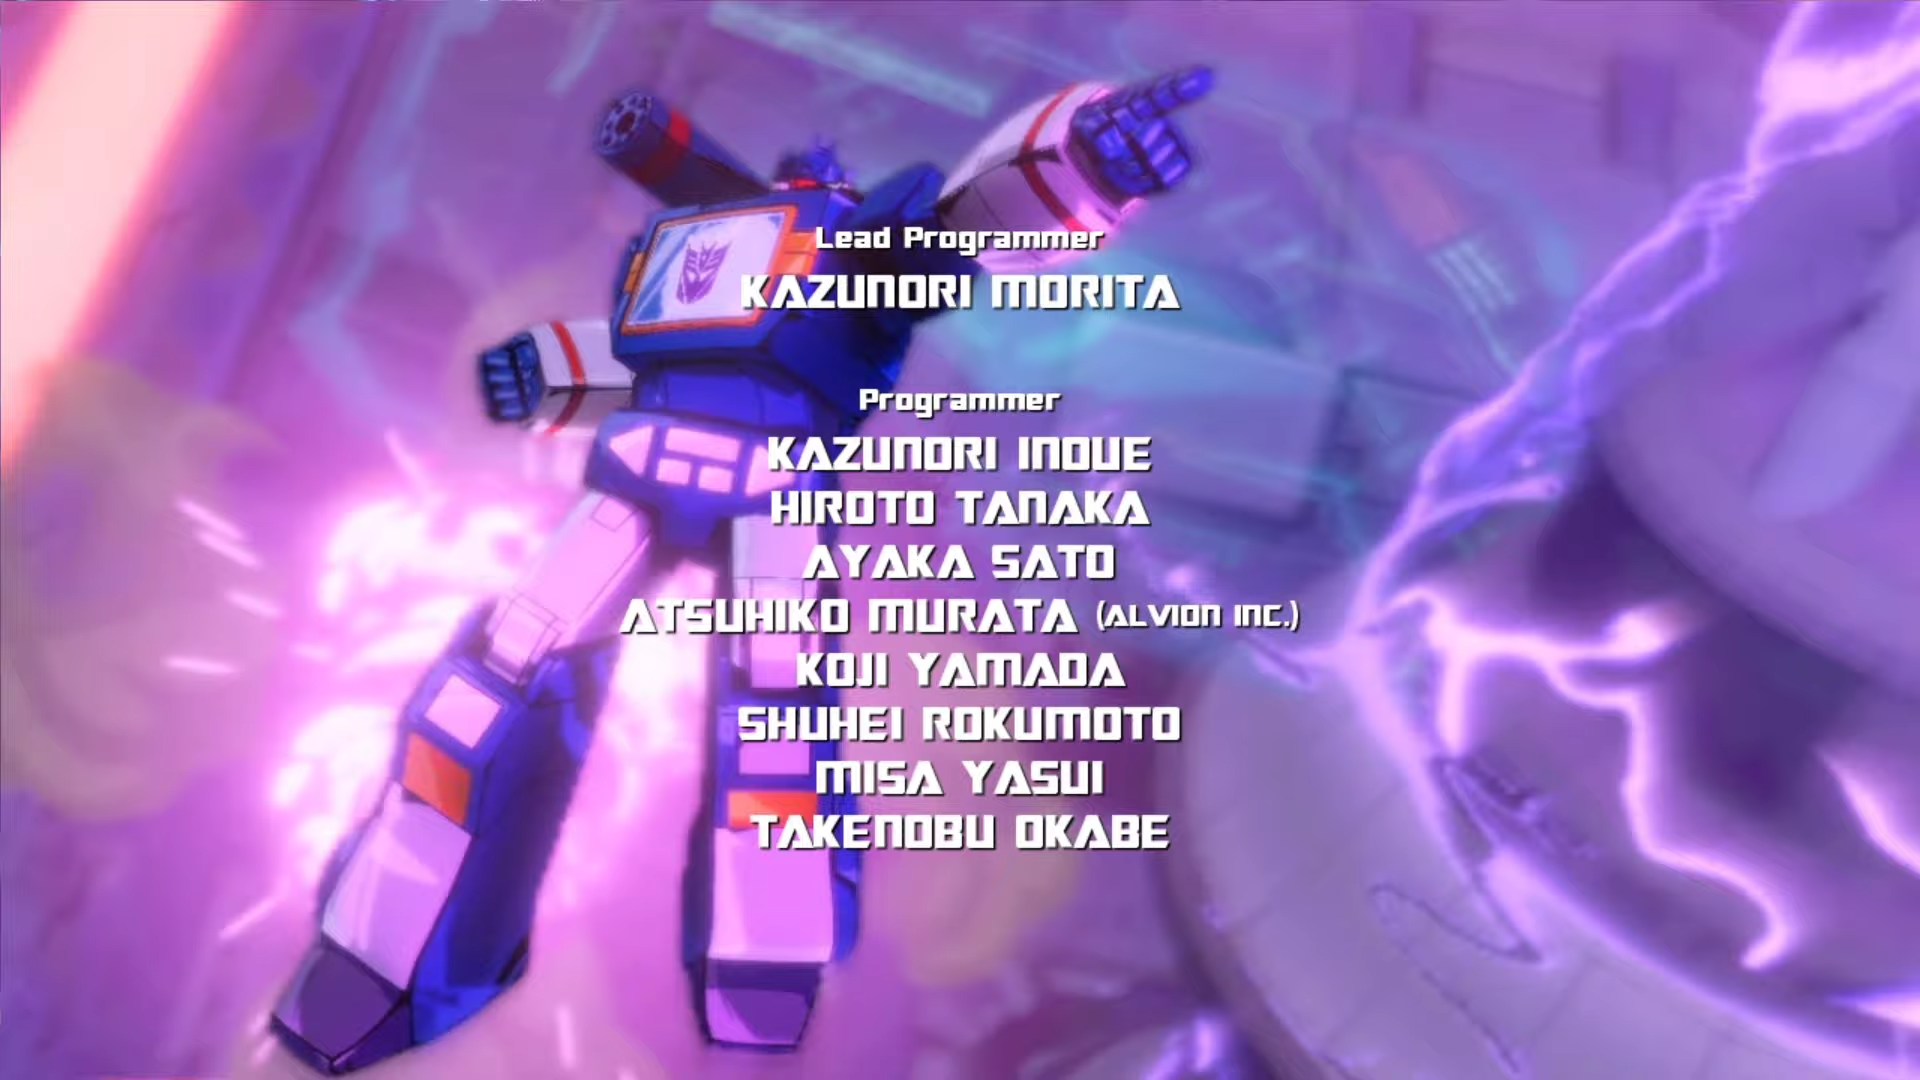 Lead Programmer
KAZUNORI MORITA
Programmer
KAZUNORI INOUE
HIROTO TANAKA
AYAKA SATO
ATSUHIKO MURATA (ALVION INC.)
KOJI YAMADA
SHUHEI ROKUMOTO
MISA YASUI
TAKENOBU OKABE